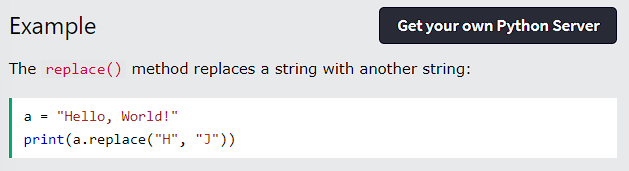 Example
Get your own Python Server
The replace() method replaces a string with another string:
a = "Hello, World!"
print(a.replace("H", "J"))